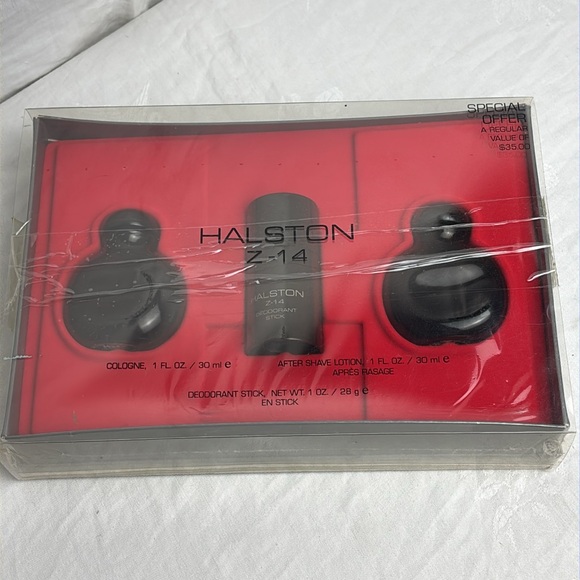 SPECIAL
OFFER
A REGULAR
VALUE OF
$35.00
HALSTON
Z-14
HALSTON
Z-14
DEODORANT
STICK
COLOGNE, 1 FL. OZ. / 30 ml e
AFTER SHAVE LOTION, 1 FL. OZ. / 30 ml e
APRÈS RASAGE
DEODORANT STICK, NET WT. 1 OZ. / 28 g e
EN STICK